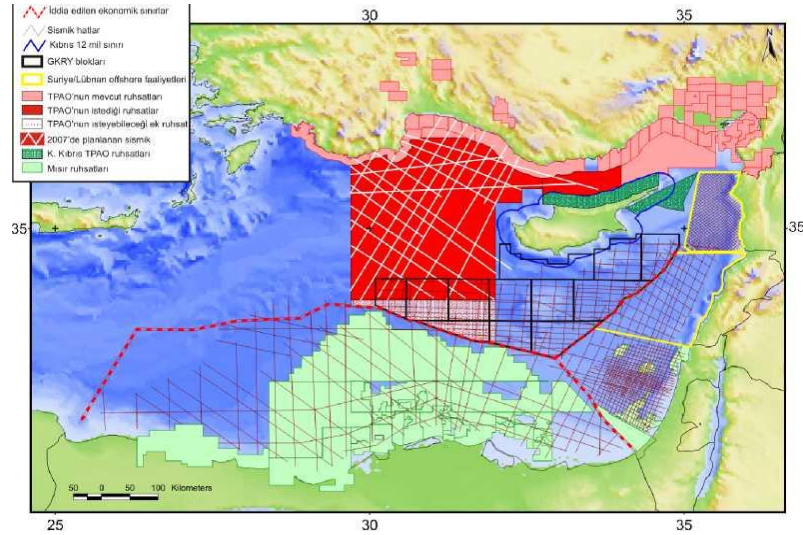 30
35
İddia edilen ekonomik sınırlar
Sismik hatlar
Kıbrıs 12 mil sınırı
GKRY blokları
Suriye/Lübnan offshore faaliyetleri
TPAO'nun mevcut ruhsatları
TPAO'nun istediği ruhsatlar
TPAO'nun isteyebileceği ek ruhsat
2007'de planlanan sismik
K. Kıbrıs TPAO ruhsatları
Mısır ruhsatları
N
35
35
50 0 50 100 Kilometers
25
30
35